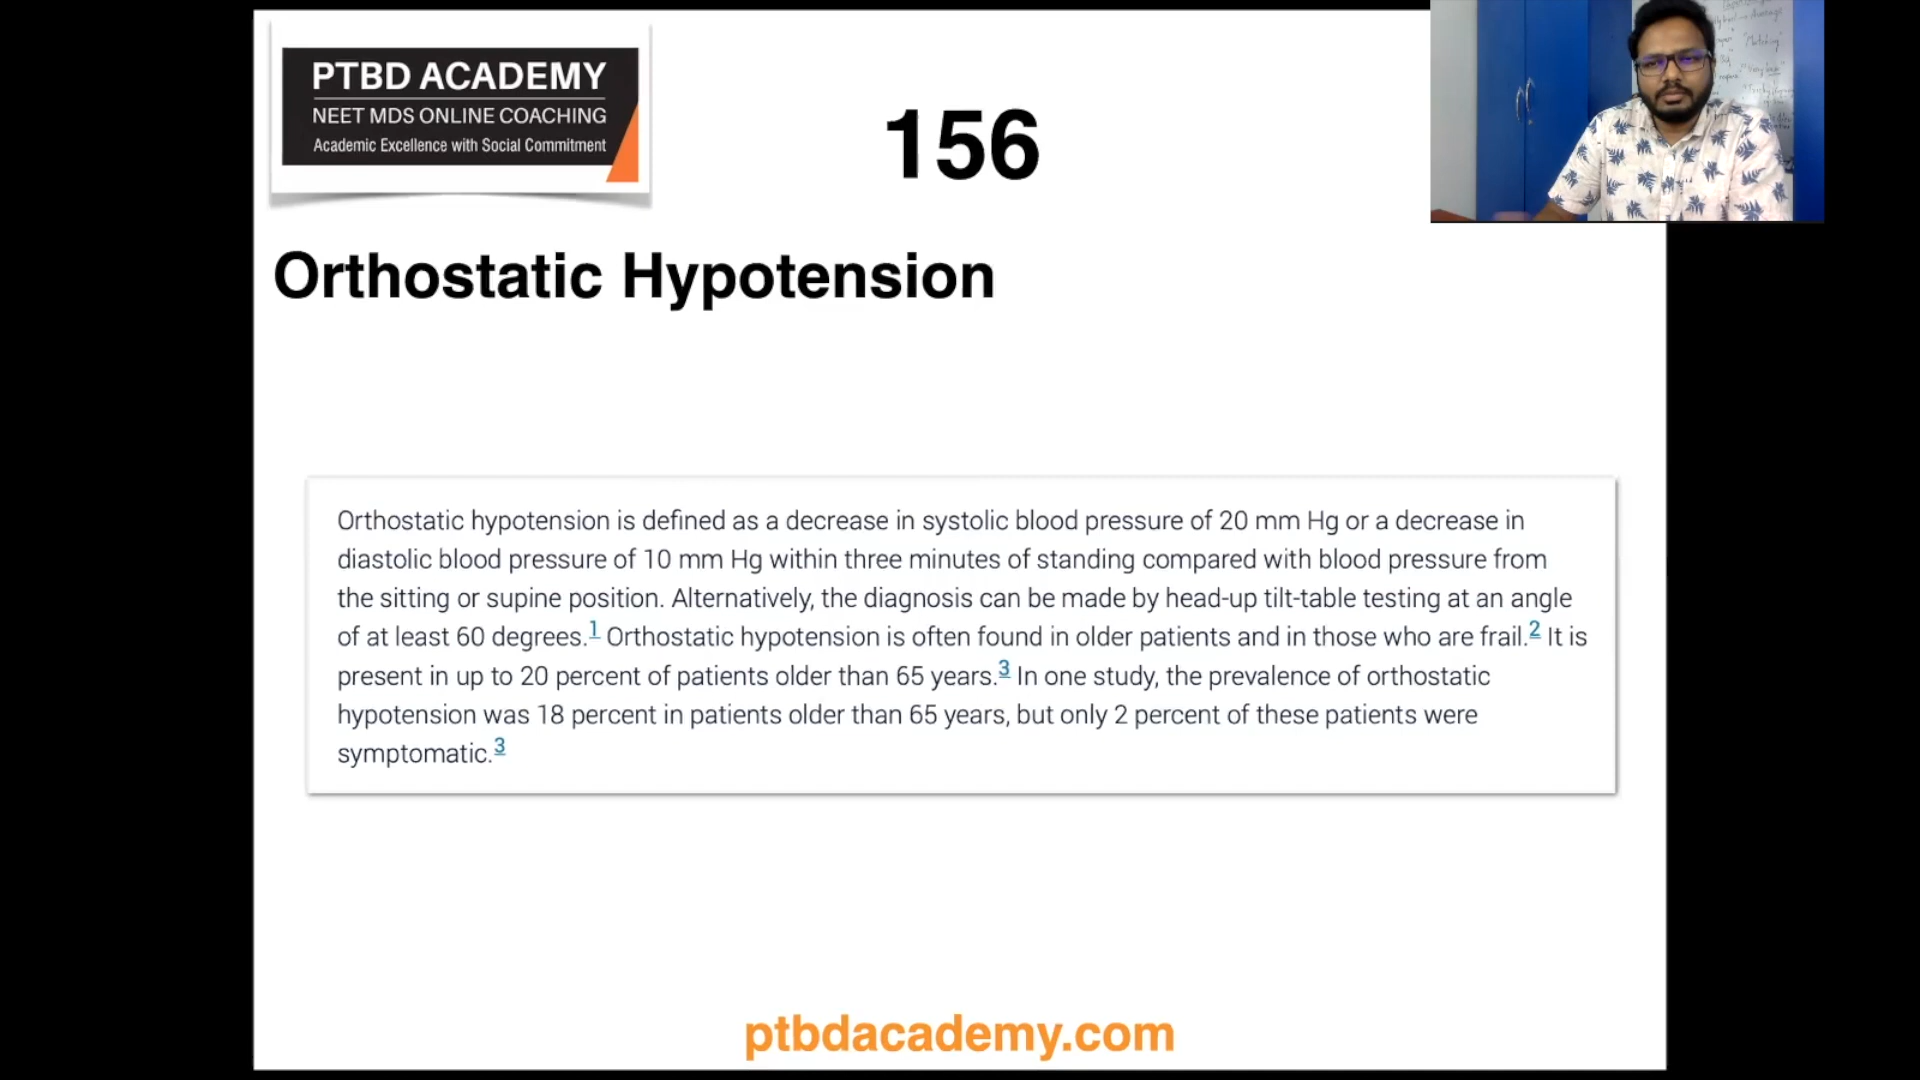 PTBD ACADEMY
NEET MDS ONLINE COACHING
Academic Excellence with Social Commitment
156
Orthostatic Hypotension
Orthostatic hypotension is defined as a decrease in systolic blood pressure of 20 mm Hg or a decrease in
diastolic blood pressure of 10 mm Hg within three minutes of standing compared with blood pressure from
the sitting or supine position. Alternatively, the diagnosis can be made by head-up tilt-table testing at an angle
of at least 60 degrees.1 Orthostatic hypotension is often found in older patients and in those who are frail.2 It is
present in up to 20 percent of patients older than 65 years.3 In one study, the prevalence of orthostatic
hypotension was 18 percent in patients older than 65 years, but only 2 percent of these patients were
symptomatic.3
ptbdacademy.com